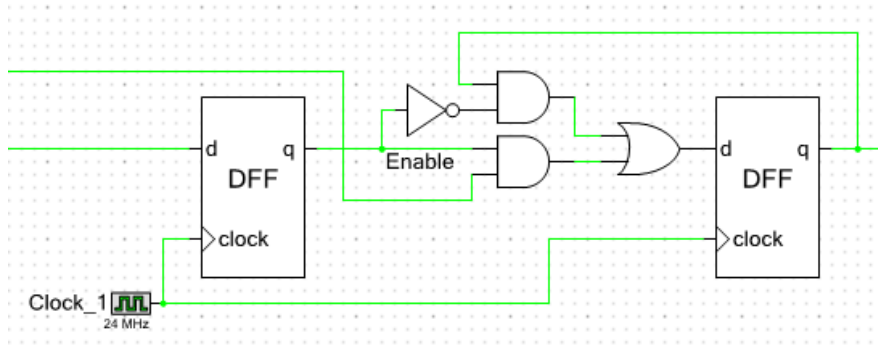 d q
DFF
clock
Enable
d q
DFF
clock
Clock_1
24 MHz